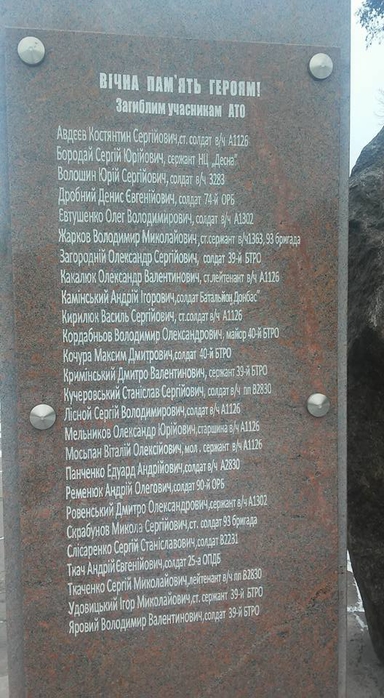 ВІЧНА ПАМ'ЯТЬ ГЕРОЯМ!
Загиблим учасникам АТО
Авдєєв Костянтин Сергійович, ст. солдат в/ч А1126
Бородай Сергій Юрійович, сержант НЦ „Десна"
Волошин Юрій Сергійович, солдат в/ч 3283
Дробний Денис Євгенійович, солдат 74-й ОРБ
Євтушенко Олег Володимирович, солдат в/ч А1302
Жарков Володимир Миколайович, ст.сержант в/ч1363, 93 бригада
Загородній Олександр Сергійович, солдат 39-й БТРО
Какалюк Олександр Валентинович, ст.лейтенант в/ч А1126
Камінський Андрій Ігорович, солдат Батальйон„Донбас"
Кирилюк Василь Сергійович, ст.солдат в/ч А1126
Кордабньов Володимир Олександрович, майор 40-й БТРО
Кочура Максим Дмитрович, солдат 40-й БТРО
Кримінський Дмитро Валентинович, сержант 39-й БТРО
Кучеровський Станіслав Сергійович, солдат в/ч пп В2830
Лісной Сергій Володимирович, солдат в/ч А1126
Мельников Олександр Юрійович, старшина в/ч А1126
Мосьпан Віталій Олексійович, мол. сержант в/ч А1126
Панченко Едуард Андрійович, солдат в/ч А2830
Ременюк Андрій Олегович, солдат 90-й ОРБ
Ровенський Дмитро Олександрович, сержант в/ч А1302
Скрабунов Микола Сергійович, ст. солдат 93 бригада
Слісаренко Сергій Станіславович, солдат В2231
Ткач Андрій Євгенійович, солдат 25-а ОПДБ
Ткаченко Сергій Миколайович, лейтенант в/ч пп В2830
Удовицький Ігор Миколайович, ст. сержант 39-й БТРО
Яровий Володимир Валентинович, солдат 39-й БТРО